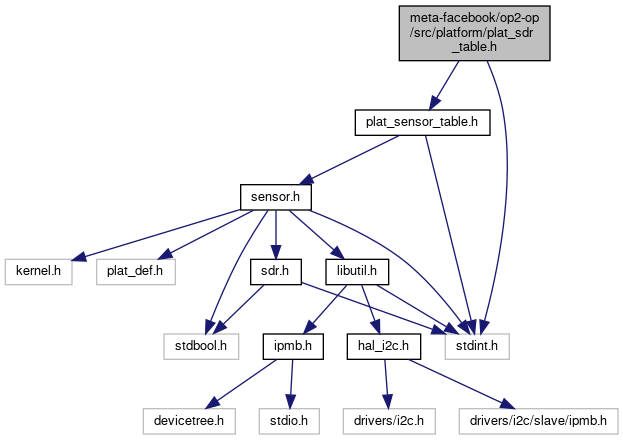 meta-facebook/op2-op
/src/platform/plat_sdr
_table.h
plat_sensor_table.h
sensor.h
kernel.h
plat_def.h
sdr.h
libutil.h
stdbool.h
ipmb.h
hal_i2c.h
stdint.h
devicetree.h
stdio.h
drivers/i2c.h
drivers/i2c/slave/ipmb.h